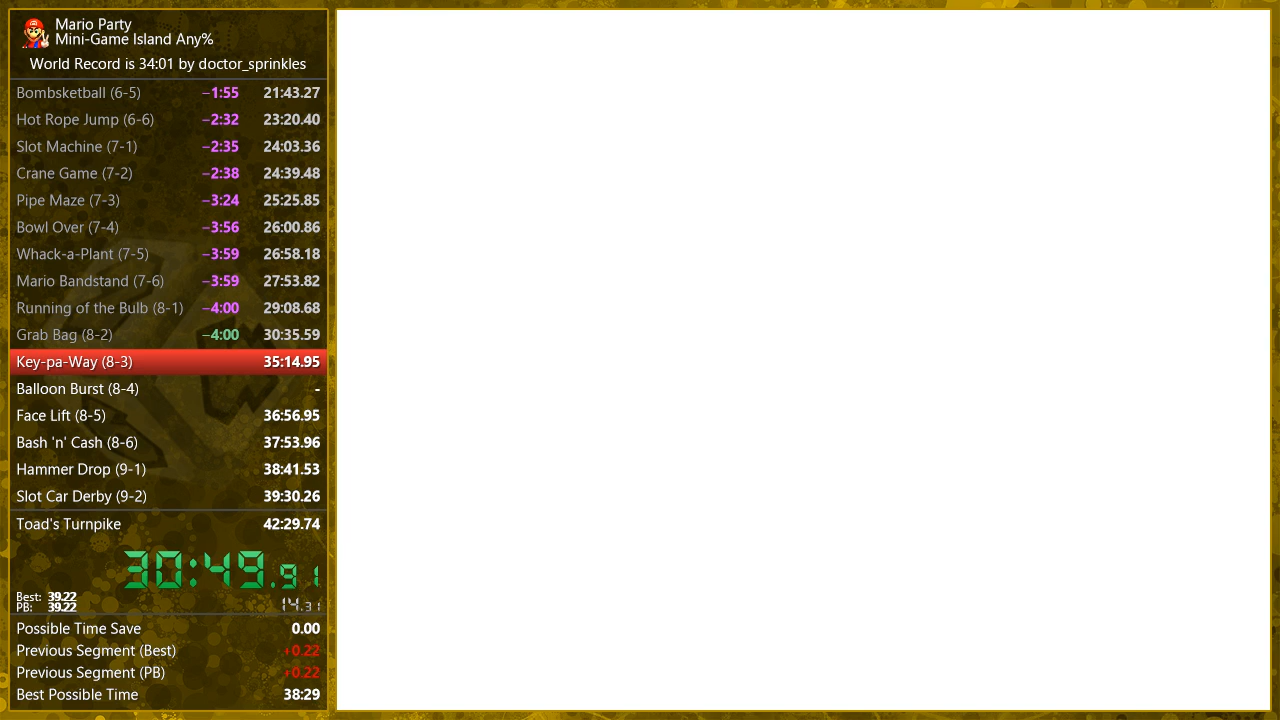 Mario Party
Mini-Game Island Any%
World Record is 34:01 by doctor_sprinkles
Bombsketball (6-5) −1:55 21:43.27
Hot Rope Jump (6-6) −2:32 23:20.40
Slot Machine (7-1) −2:35 24:03.36
Crane Game (7-2) −2:38 24:39.48
Pipe Maze (7-3) −3:24 25:25.85
Bowl Over (7-4) −3:56 26:00.86
Whack-a-Plant (7-5) −3:59 26:58.18
Mario Bandstand (7-6) −3:59 27:53.82
Running of the Bulb (8-1) −4:00 29:08.68
Grab Bag (8-2) −4:00 30:35.59
Key-pa-Way (8-3) 35:14.95
Balloon Burst (8-4) -
Face Lift (8-5) 36:56.95
Bash 'n' Cash (8-6) 37:53.96
Hammer Drop (9-1) 38:41.53
Slot Car Derby (9-2) 39:30.26
Toad's Turnpike 42:29.74
30:49.91
Best: 39.22
PB: 39.22 14.31
Possible Time Save 0.00
Previous Segment (Best) +0.22
Previous Segment (PB) +0.22
Best Possible Time 38:29